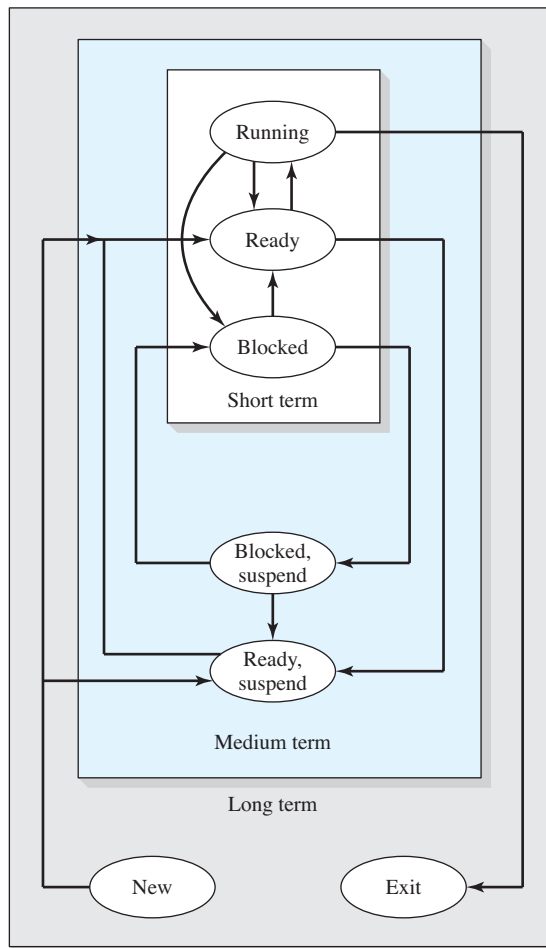 Running
Ready
Blocked
Short term
Blocked,
suspend
Ready,
suspend
Medium term
Long term
New
Exit